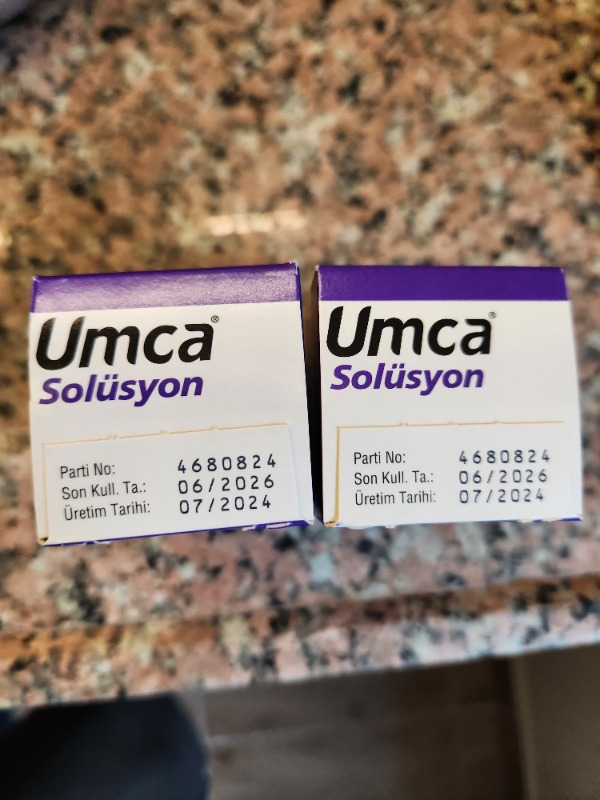 Umca®
Solüsyon
Parti No: 4680824
Son Kull. Ta.: 06/2026
Üretim Tarihi: 07/2024
Umca®
Solüsyon
Parti No: 4680824
Son Kull. Ta.: 06/2026
Üretim Tarihi: 07/2024